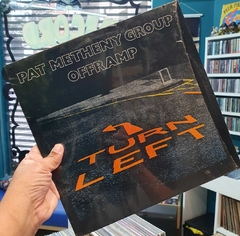 PAT METHENY GROUP
OFFRAMP
TURN
LEFT